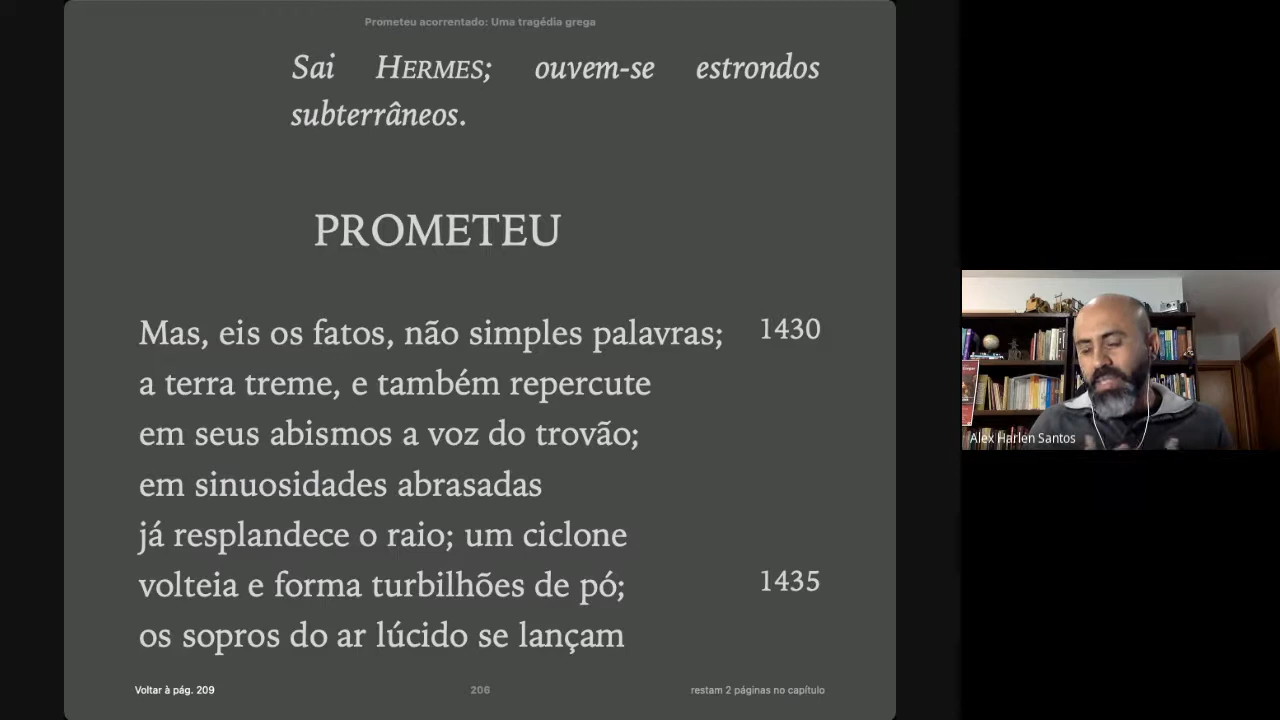 Prometeu acorrentado: Uma tragédia grega
Sai HERMES; ouvem-se estrondos
subterrâneos.
PROMETEU
Mas, eis os fatos, não simples palavras; 1430
a terra treme, e também repercute
em seus abismos a voz do trovão;
em sinuosidades abrasadas
já resplandece o raio; um ciclone
volteia e forma turbilhões de pó; 1435
os sopros do ar lúcido se lançam
Voltar à pág. 209 206 restam 2 páginas no capítulo
Alex Harlen Santos